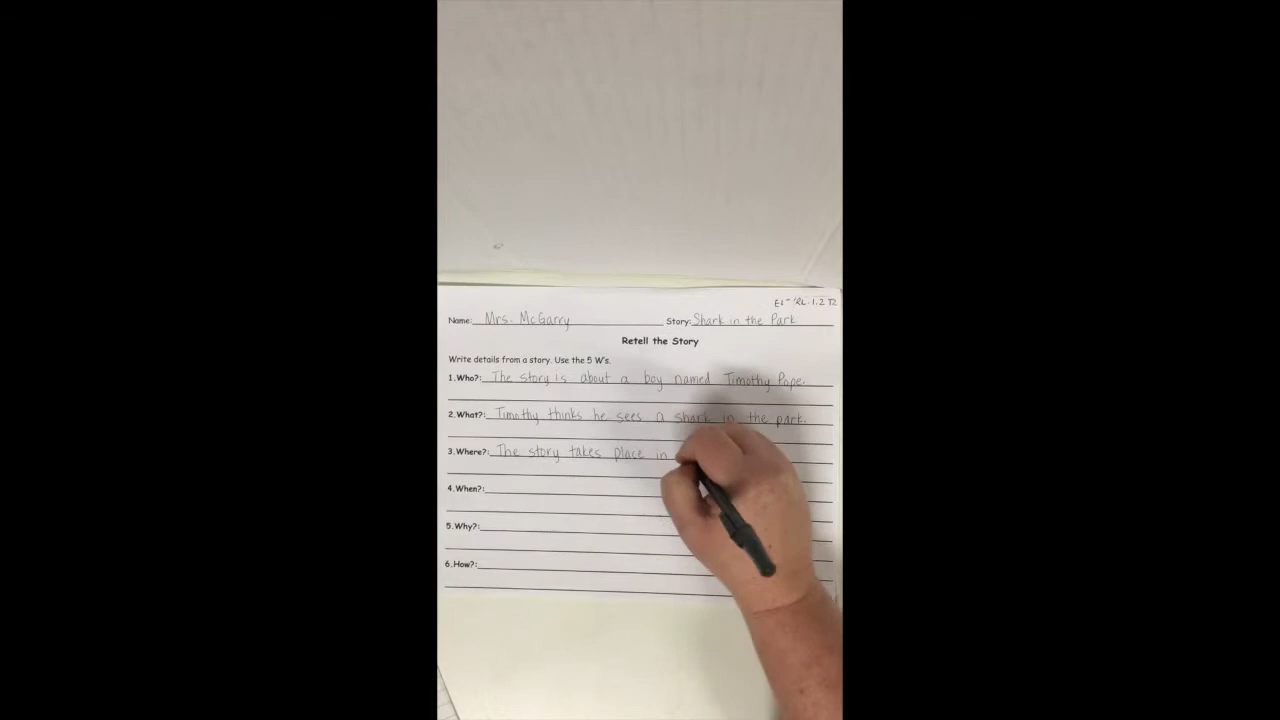 E1-RL.1.2 T2
Name: Mrs. McGarry Story: Shark in the Park
Retell the Story
Write details from a story. Use the 5 W's.
1.Who?: The story is about a boy named Timothy Pope.
2.What?: Timothy thinks he sees a shark in the park.
3.Where?: The story takes place in
4.When?:
5.Why?:
6.How?: